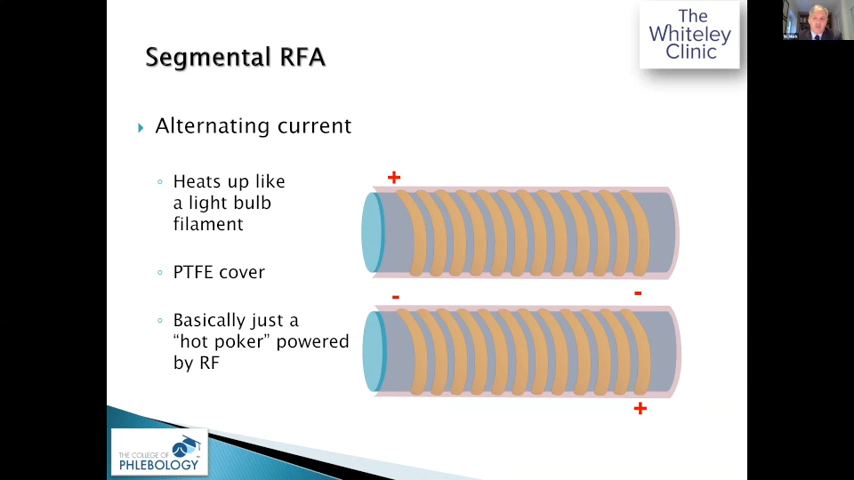 The
Whiteley
Clinic
Segmental RFA
Alternating current
Heats up like
a light bulb
filament
PTFE cover
Basically just a
“hot poker” powered
by RF
+
-
-
+
THE COLLEGE OF
PHLEBOLOGY